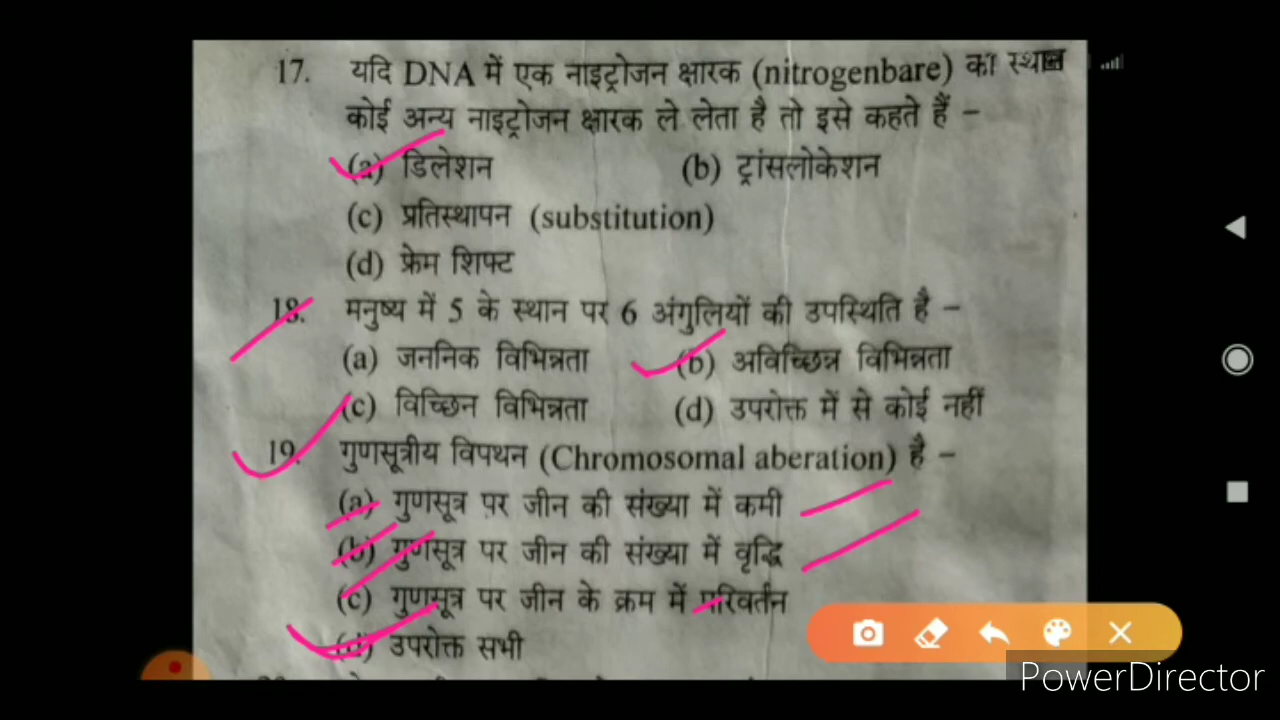 17. यदि DNA में एक नाइट्रोजन क्षारक (nitrogenbare) का स्थान
कोई अन्य नाइट्रोजन क्षारक ले लेता है तो इसे कहते हैं –
(a) डिलेशन (b) ट्रांसलोकेशन
(c) प्रतिस्थापन (substitution)
(d) फ्रेम शिफ्ट
18. मनुष्य में 5 के स्थान पर 6 अंगुलियों की उपस्थिति है –
(a) जननिक विभिन्नता (b) अविच्छिन्न विभिन्नता
(c) विच्छिन विभिन्नता (d) उपरोक्त में से कोई नहीं
19. गुणसूत्रीय विपथन (Chromosomal aberation) है –
(a) गुणसूत्र पर जीन की संख्या में कमी
(b) गुणसूत्र पर जीन की संख्या में वृद्धि
(c) गुणसूत्र पर जीन के क्रम में परिवर्तन
(d) उपरोक्त सभी
PowerDirector